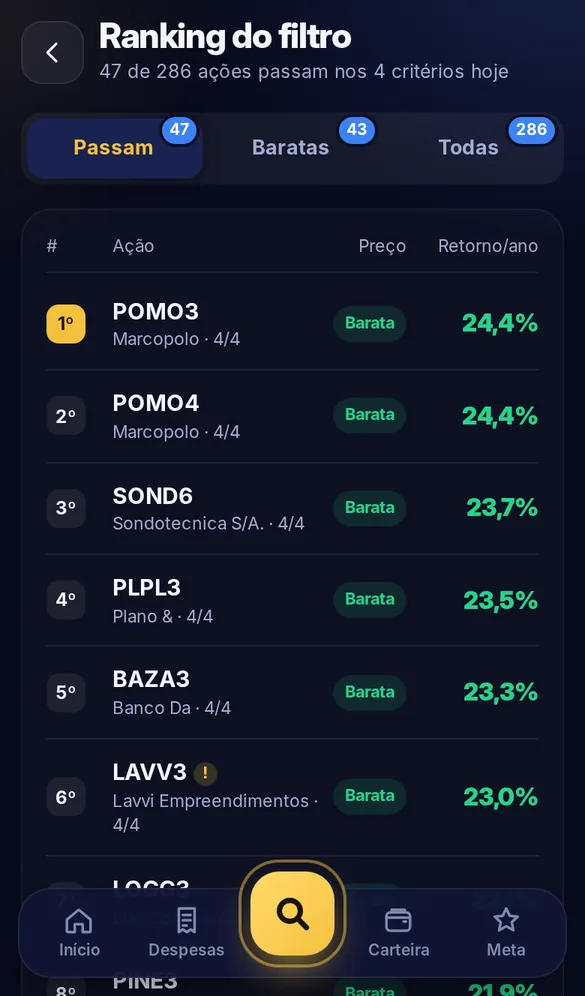 Ranking do filtro
47 de 286 ações passam nos 4 critérios hoje
Passam 47
Baratas 43
Todas 286
# Ação Preço Retorno/ano
1º POMO3 Barata 24,4%
Marcopolo · 4/4
2º POMO4 Barata 24,4%
Marcopolo · 4/4
3º SOND6 Barata 23,7%
Sondotecnica S/A. · 4/4
4º PLPL3 Barata 23,5%
Plano & · 4/4
5º BAZA3 Barata 23,3%
Banco Da · 4/4
6º LAVV3 ! Barata 23,0%
Lavvi Empreendimentos ·
4/4
Início
Despesas
Carteira
Meta
8º PINE3 Barata 21,9%